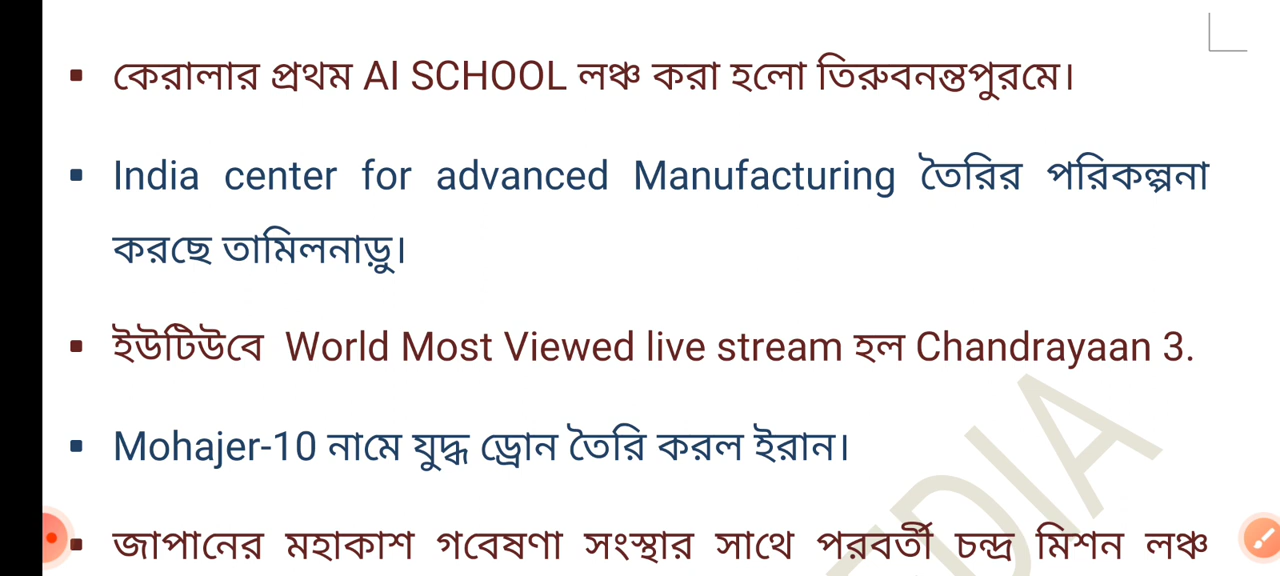 ▪ কেরালার প্রথম AI SCHOOL লঞ্চ করা হলো তিরুবনন্তপুরমে।
▪ India center for advanced Manufacturing তৈরির পরিকল্পনা
করছে তামিলনাড়ু।
▪ ইউটিউবে World Most Viewed live stream হল Chandrayaan 3.
▪ Mohajer-10 নামে যুদ্ধ ড্রোন তৈরি করল ইরান।
▪ জাপানের মহাকাশ গবেষণা সংস্থার সাথে পরবর্তী চন্দ্র মিশন লঞ্চ